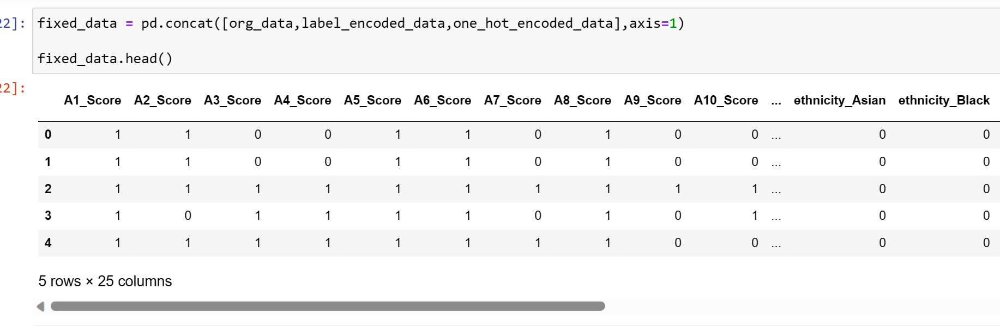 22]: fixed_data = pd.concat([org_data,label_encoded_data,one_hot_encoded_data],axis=1)
fixed_data.head()
22]:
A1_Score A2_Score A3_Score A4_Score A5_Score A6_Score A7_Score A8_Score A9_Score A10_Score ... ethnicity_Asian ethnicity_Black
0 1 1 0 0 1 1 0 1 0 0 ... 0 0
1 1 1 0 0 1 1 0 1 0 0 ... 0 0
2 1 1 1 1 1 1 1 1 1 1 ... 0 0
3 1 0 1 1 1 1 0 1 0 1 ... 0 0
4 1 1 1 1 1 1 1 1 0 0 ... 0 0
5 rows × 25 columns